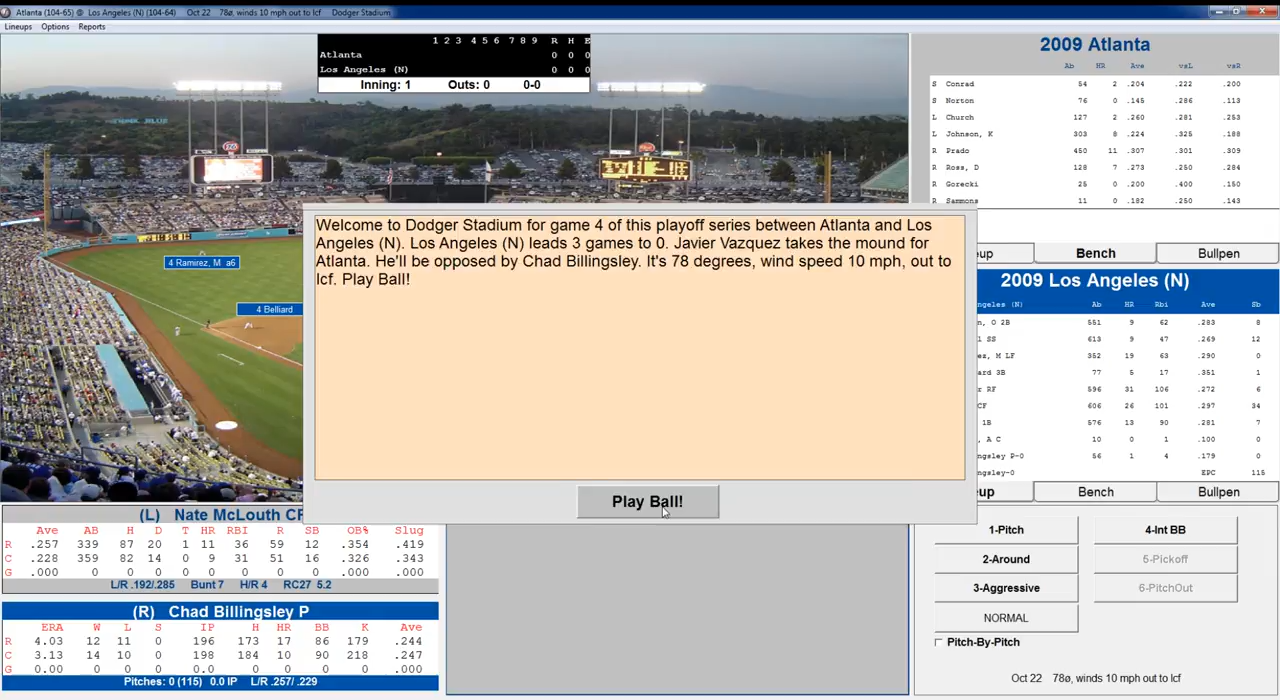 Atlanta (104-65) @ Los Angeles (N) (104-64) Oct 22 78ø, winds 10 mph out to lcf Dodger Stadium
Lineups Options Reports
1 2 3 4 5 6 7 8 9 R H E
Atlanta 0 0 0
Los Angeles (N) 0 0 0
Inning: 1 Outs: 0 0-0
2009 Atlanta
Ab HR Ave vsL vsR
S Conrad 54 2 .204 .222 .200
S Norton 76 0 .145 .286 .113
L Church 127 2 .260 .281 .253
L Johnson, K 303 8 .224 .325 .188
R Prado 450 11 .307 .301 .309
R Ross, D 128 7 .273 .250 .284
R Gorecki 25 0 .200 .400 .150
R Sammons 11 0 .182 .250 .143
eup Bench Bullpen
4 Ramirez, M a6
4 Belliard
Welcome to Dodger Stadium for game 4 of this playoff series between Atlanta and Los
Angeles (N). Los Angeles (N) leads 3 games to 0. Javier Vazquez takes the mound for
Atlanta. He'll be opposed by Chad Billingsley. It's 78 degrees, wind speed 10 mph, out to
lcf. Play Ball!
Play Ball!
2009 Los Angeles (N)
ngeles (N) Ab HR Rbi Ave Sb
n, O 2B 551 9 62 .283 8
l SS 613 9 47 .269 12
ez, M LF 352 19 63 .290 0
ard 3B 77 5 17 .351 1
r RF 596 31 106 .272 6
CF 606 26 101 .297 34
1B 576 13 90 .281 7
, A C 10 0 1 .100 0
ngsley P-0 56 1 4 .179 0
ngsley-0 EPC 115
eup Bench Bullpen
(L) Nate McLouth CF
Ave AB H D T HR RBI R SB OB% Slug
R .257 339 87 20 1 11 36 59 12 .354 .419
C .228 359 82 14 0 9 31 51 16 .326 .343
G .000 0 0 0 0 0 0 0 0 .000 .000
L/R .192/.285 Bunt 7 H/R 4 RC27 5.2
(R) Chad Billingsley P
ERA W L S IP H HR BB K Ave
R 4.03 12 11 0 196 173 17 86 179 .244
C 3.13 14 10 0 198 184 10 90 218 .247
G 0.00 0 0 0 0.0 0 0 0 0 .000
Pitches: 0 (115) 0.0 IP L/R .257/ .229
1-Pitch 4-Int BB
2-Around 5-Pickoff
3-Aggressive 6-PitchOut
NORMAL
Pitch-By-Pitch
Oct 22 78ø, winds 10 mph out to lcf